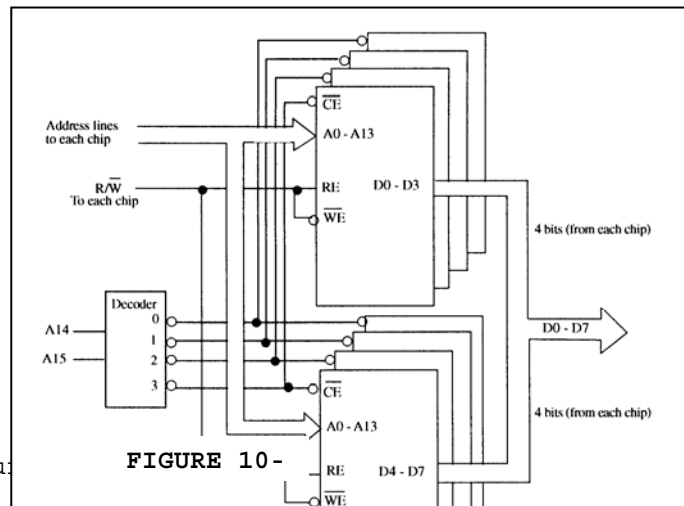 CE
Address lines
to each chip
A0 - A13
R/W
To each chip
RE
D0 - D3
WE
4 bits (from each chip)
Decoder
0
A14
1
A15
2
3
D0 - D7
CE
A0 - A13
4 bits (from each chip)
FIGURE 10-
RE
D4 - D7
WE